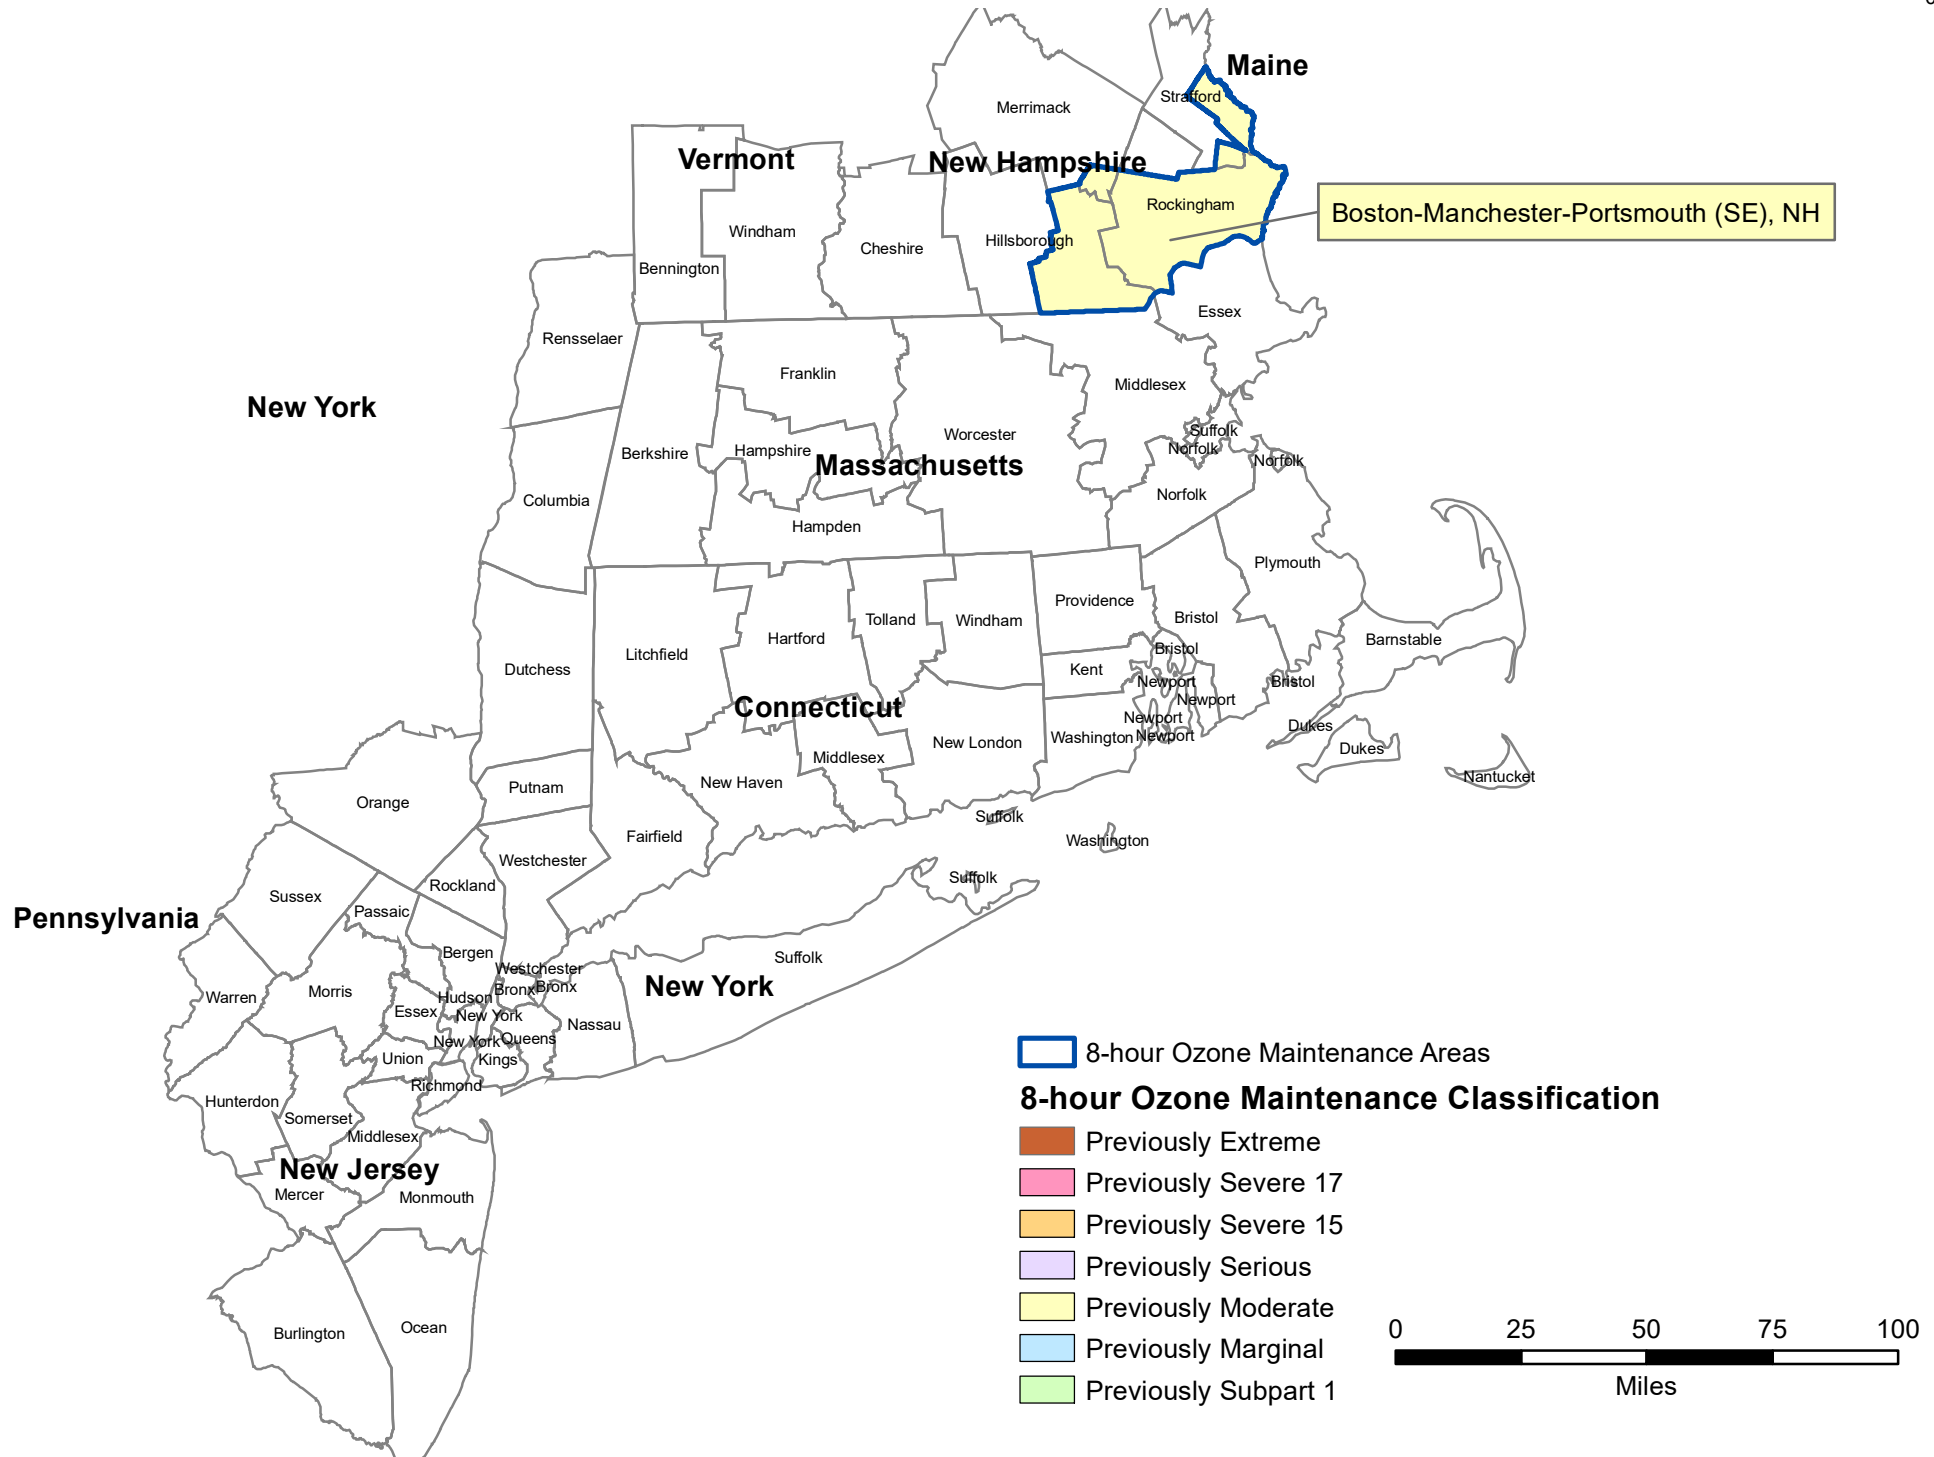 Maine
Strafford
Merrimack
Vermont
New Hampshire
Rockingham
Boston-Manchester-Portsmouth (SE), NH
Windham
Hillsborough
Cheshire
Bennington
Essex
Rensselaer
Franklin
Middlesex
New York
Suffolk
Worcester
Norfolk
Hampshire
Berkshire
Norfolk
Massachusetts
Norfolk
Columbia
Hampden
Plymouth
Providence
Bristol
Tolland
Windham
Hartford
Barnstable
Bristol
Litchfield
Dutchess
Kent
Newport
Bristol
Newport
Connecticut
Newport
Dukes
Washington
Newport
New London
Dukes
Middlesex
Nantucket
New Haven
Putnam
Orange
Suffolk
Fairfield
Washington
Westchester
Suffolk
Rockland
Sussex
Passaic
Pennsylvania
Bergen
Suffolk
Westchester
New York
Bronx
Bronx
Morris
Warren
Hudson
Essex
New York
Nassau
Queens
New York
Union
Kings
Richmond
Hunterdon
Somerset
Middlesex
New Jersey
Mercer
Monmouth
Burlington
Ocean
8-hour Ozone Maintenance Areas
8-hour Ozone Maintenance Classification
Previously Extreme
Previously Severe 17
Previously Severe 15
Previously Serious
Previously Moderate
Previously Marginal
Previously Subpart 1
0 25 50 75 100
Miles